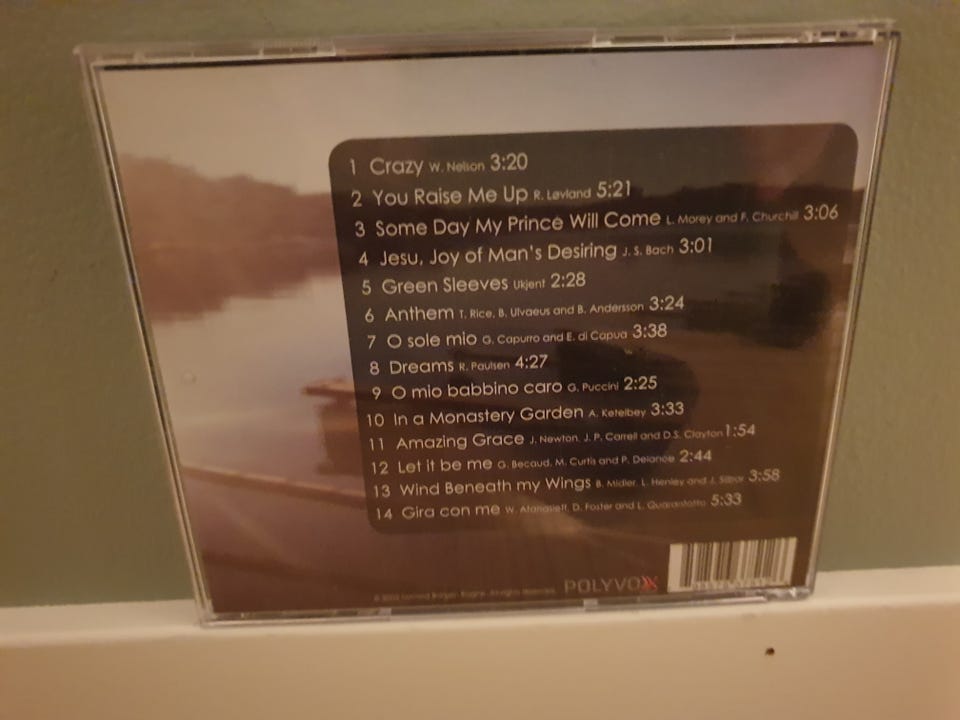 1 Crazy W. Nelson 3:20
2 You Raise Me Up R. Løvland 5:21
3 Some Day My Prince Will Come L. Morey and F. Churchill 3:06
4 Jesu, Joy of Man's Desiring J. S. Bach 3:01
5 Green Sleeves Ukjent 2:28
6 Anthem T. Rice, B. Ulvaeus and B. Andersson 3:24
7 O sole mio G. Capurro and E. di Capua 3:38
8 Dreams R. Paulsen 4:27
9 O mio babbino caro G. Puccini 2:25
10 In a Monastery Garden A. Ketelbey 3:33
11 Amazing Grace J. Newton, J. P. Carrell and D.S. Clayton 1:54
12 Let it be me G. Becaud, M. Curtis and P. Delanoe 2:44
13 Wind Beneath my Wings B. Midler, L. Henley and J. Silbar 3:58
14 Gira con me W. Afanasieff, D. Foster and L. Quarantotto 5:33
POLYVOX